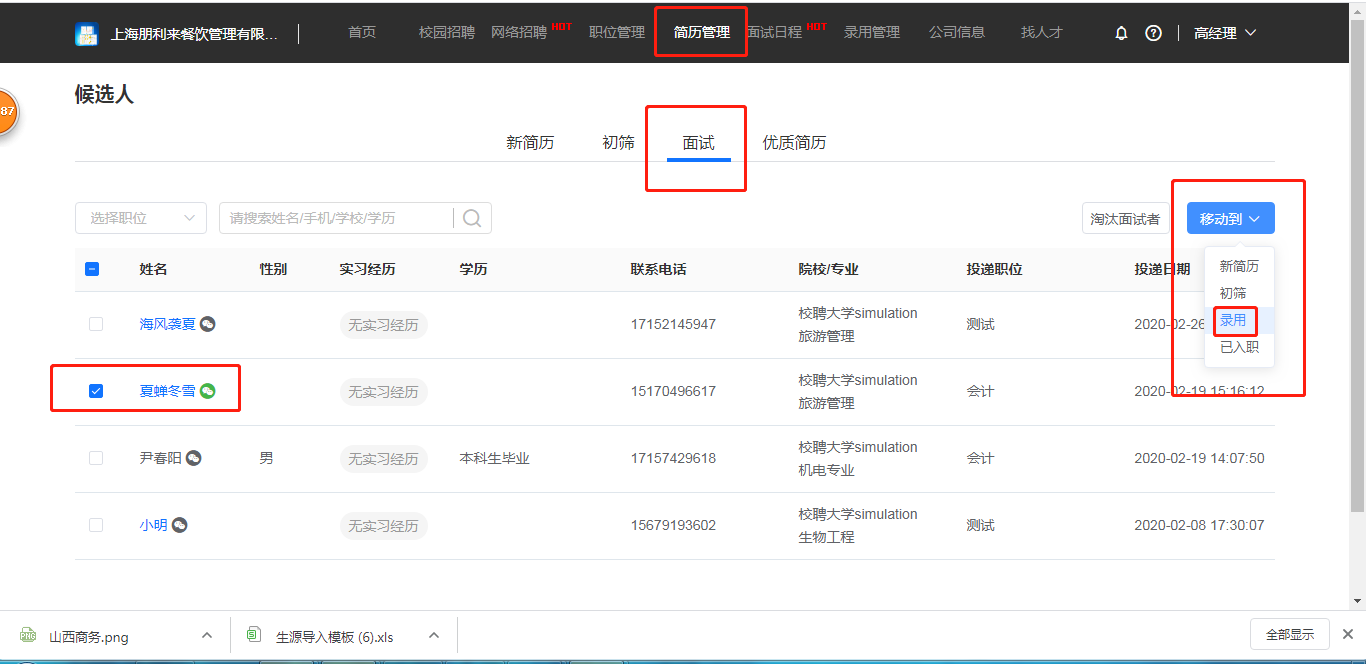 上海朋利来餐饮管理有限...
首页
校园招聘
网络招聘 HOT
职位管理
简历管理
面试日程 HOT
录用管理
公司信息
找人才
高经理
87
候选人
新简历
初筛
面试
优质简历
选择职位
请搜索姓名/手机/学校/学历
淘汰面试者
移动到
新简历
初筛
录用
已入职
姓名 性别 实习经历 学历 联系电话 院校/专业 投递职位 投递日期
海风袭夏 无实习经历 17152145947 校聘大学simulation 测试 2020-02-26
旅游管理
夏蝉冬雪 无实习经历 15170496617 校聘大学simulation 会计 2020-02-19 15:16:12
旅游管理
尹春阳 男 无实习经历 本科生毕业 17157429618 校聘大学simulation 会计 2020-02-19 14:07:50
机电专业
小明 无实习经历 15679193602 校聘大学simulation 测试 2020-02-08 17:30:07
生物工程
山西商务.png
生源导入模板 (6).xls
全部显示